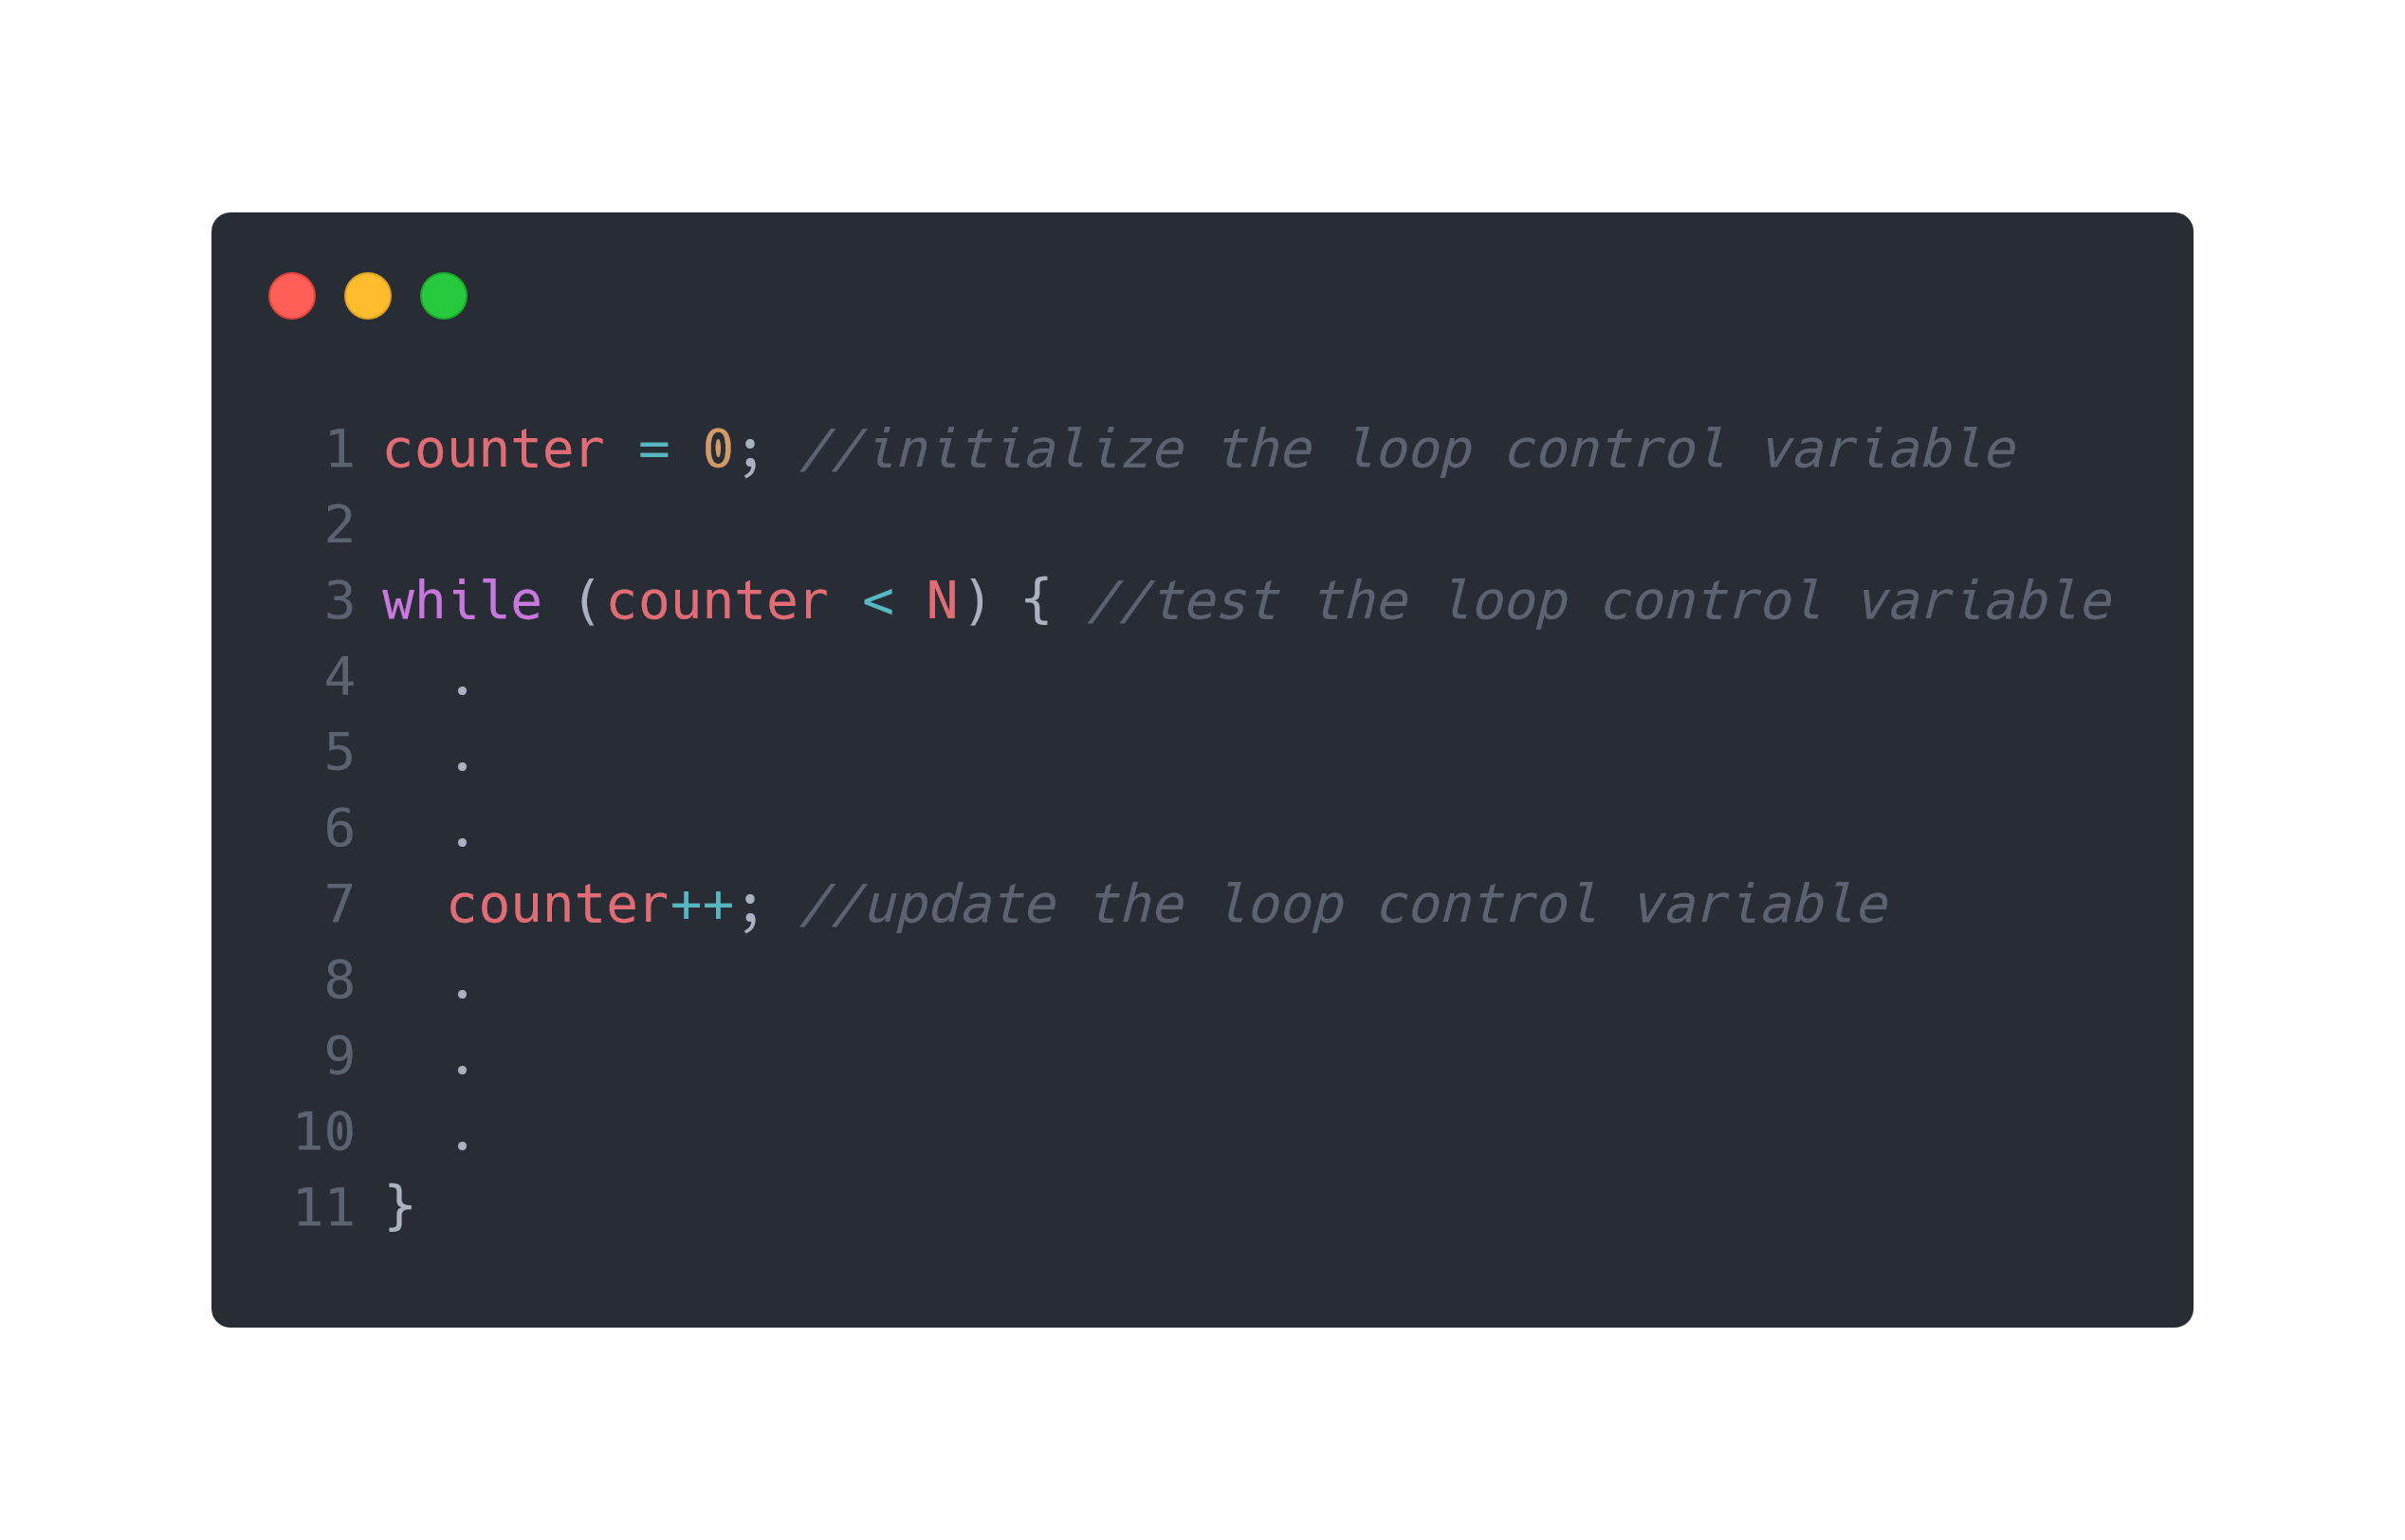 1 counter = 0; //initialize the loop control variable
2
3 while (counter < N) { //test the loop control variable
4   .
5   .
6   .
7   counter++; //update the loop control variable
8   .
9   .
10   .
11 }